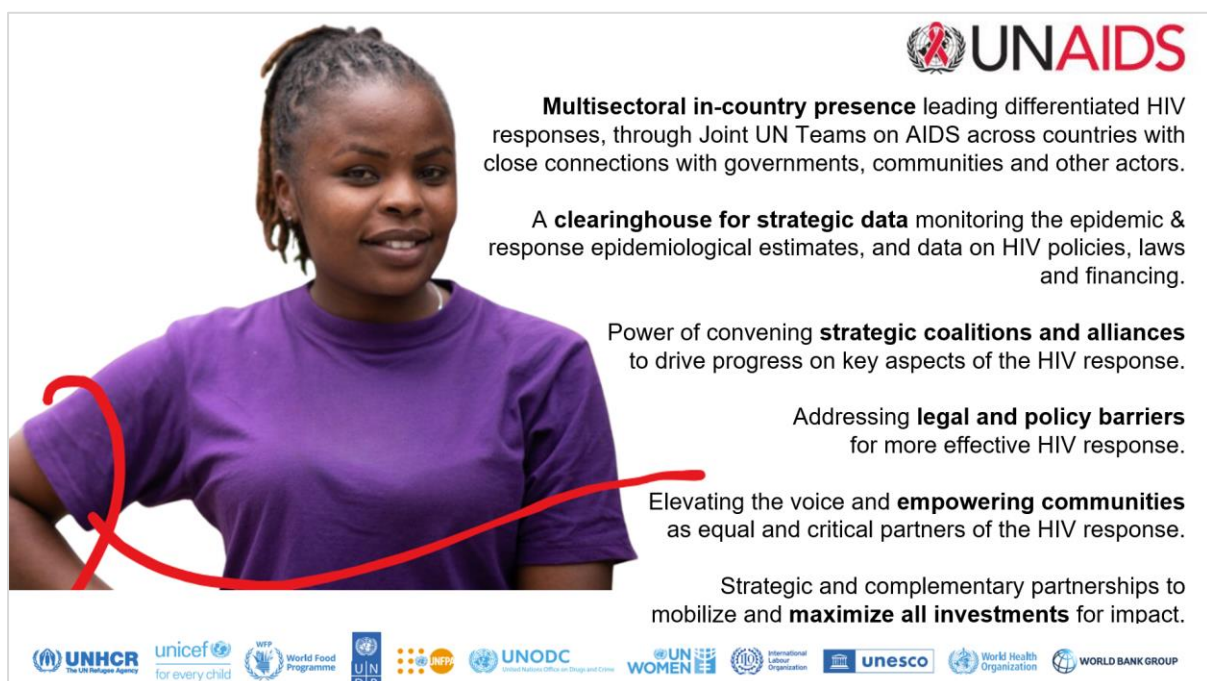 UNAIDS
Multisectoral in-country presence leading differentiated HIV
responses, through Joint UN Teams on AIDS across countries with
close connections with governments, communities and other actors.
A clearinghouse for strategic data monitoring the epidemic &
response epidemiological estimates, and data on HIV policies, laws
and financing.
Power of convening strategic coalitions and alliances
to drive progress on key aspects of the HIV response.
Addressing legal and policy barriers
for more effective HIV response.
Elevating the voice and empowering communities
as equal and critical partners of the HIV response.
Strategic and complementary partnerships to
mobilize and maximize all investments for impact.
UNHCR
The UN Refugee Agency
unicef
for every child
WFP
World Food
Programme
U N
D P
UNFPA
UNODC
United Nations Office on Drugs and Crime
UN
WOMEN
International
Labour
Organization
unesco
World Health
Organization
WORLD BANK GROUP